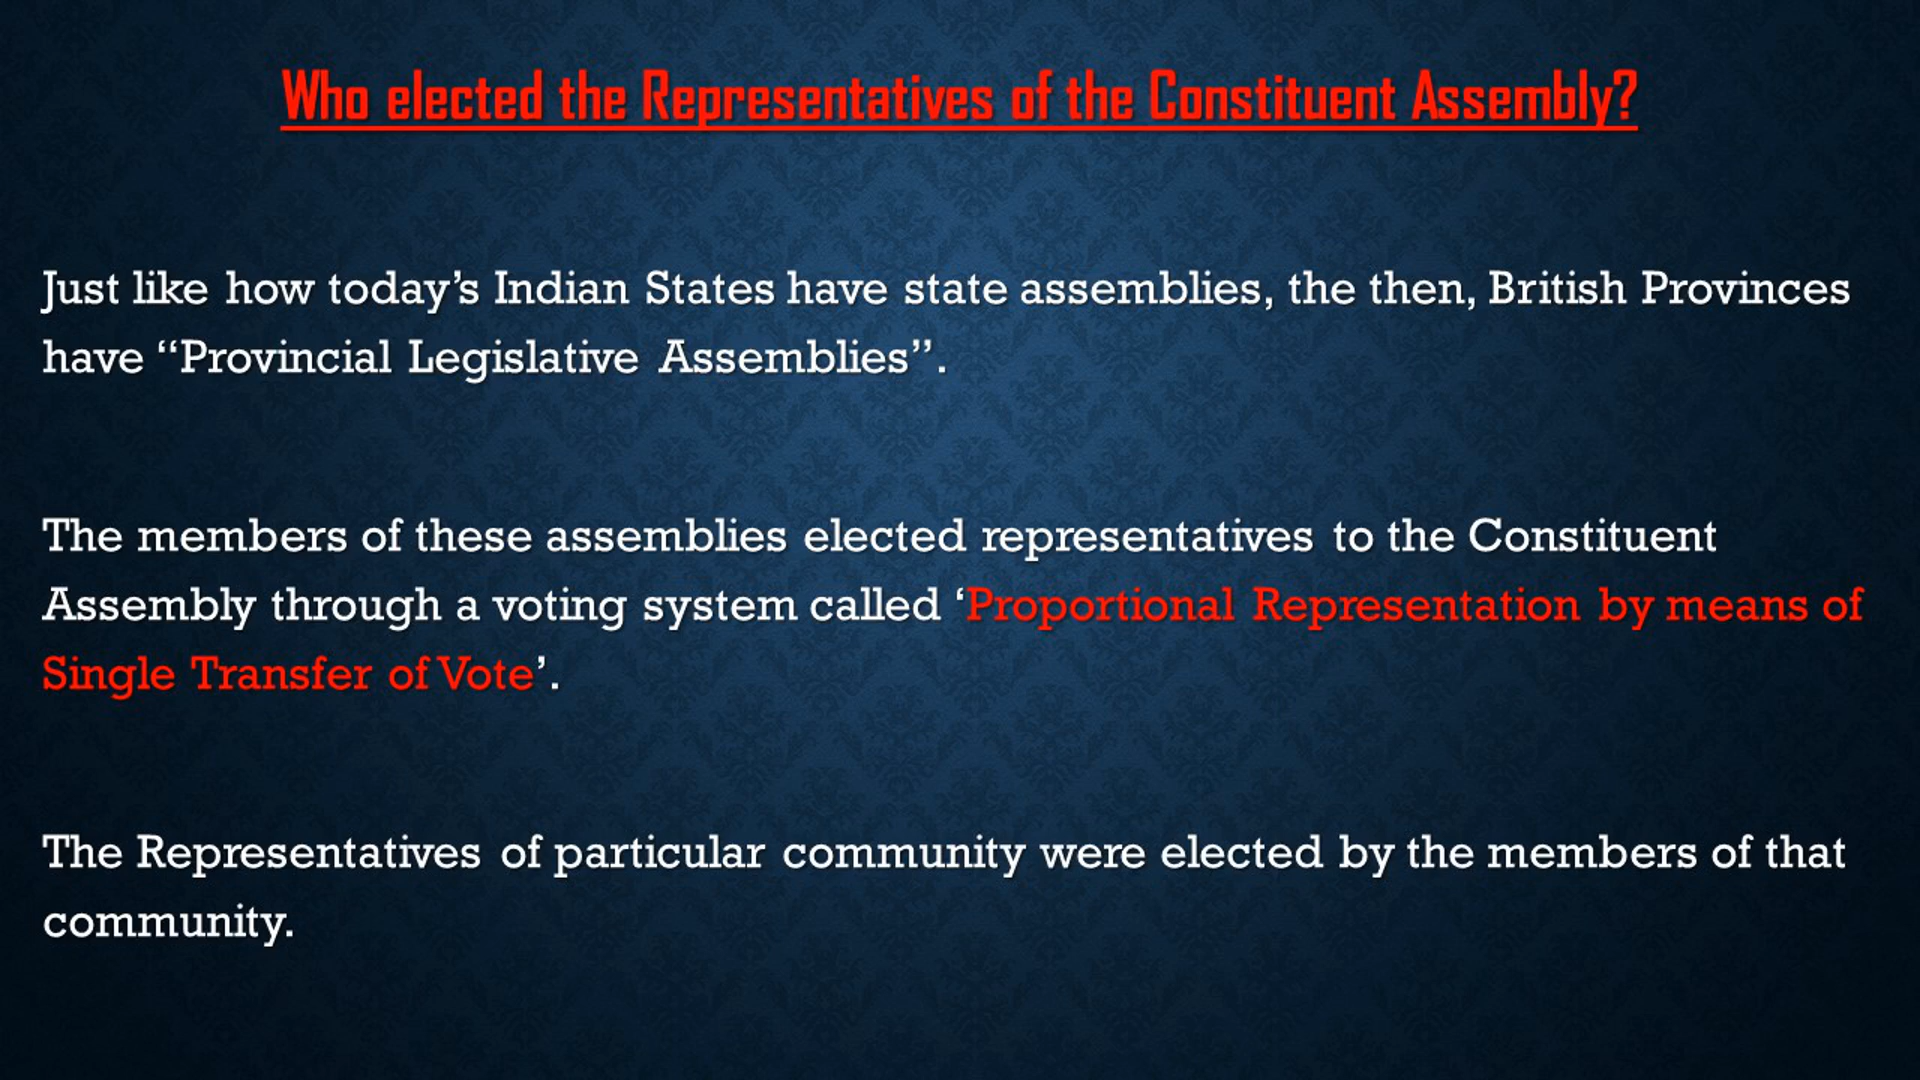 Who elected the Representatives of the Constituent Assembly?
Just like how today’s Indian States have state assemblies, the then, British Provinces
have “Provincial Legislative Assemblies”.
The members of these assemblies elected representatives to the Constituent
Assembly through a voting system called ‘Proportional Representation by means of
Single Transfer of Vote’.
The Representatives of particular community were elected by the members of that
community.